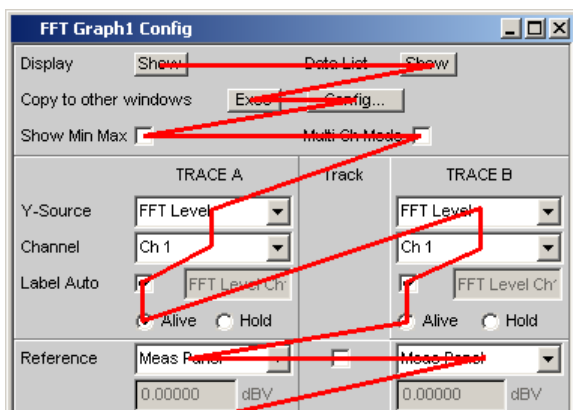 FFT Graph1 Config
Display Show Data List Show
Copy to other windows Exec Config...
Show Min Max Multi Ch Mode
TRACE A Track TRACE B
Y-Source FFT Level FFT Level
Channel Ch 1 Ch 1
Label Auto FFT Level Ch1 FFT Level Ch1
Alive Hold Alive Hold
Reference Meas Panel Meas Panel
0.00000 dBV 0.00000 dBV